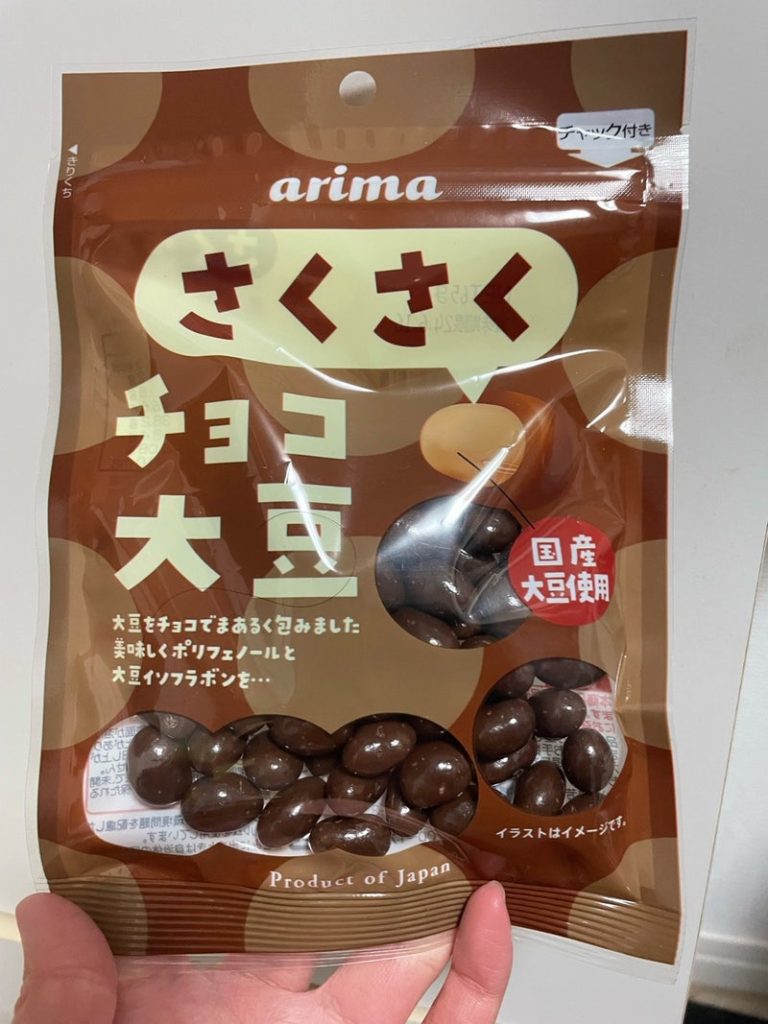 チャック付き
きりくち
arima
さくさく
チョコ
大豆
国産
大豆使用
大豆をチョコでまあるく包みました
美味しくポリフェノールと
大豆イソフラボンを…
イラストはイメージです。
Product of Japan